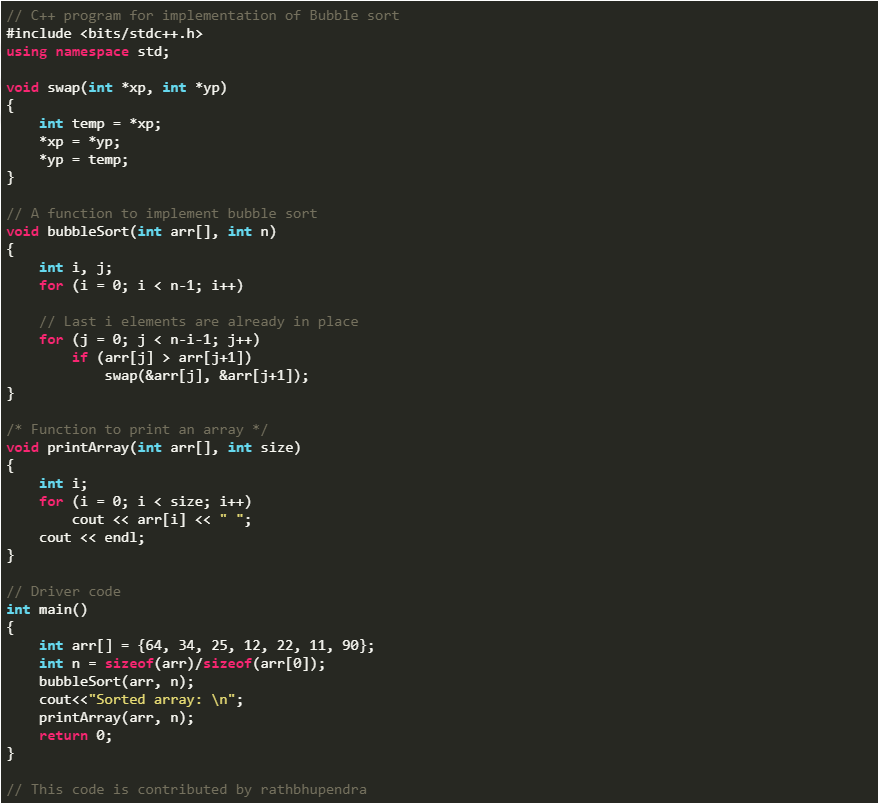 // C++ program for implementation of Bubble sort
#include <bits/stdc++.h>
using namespace std;

void swap(int *xp, int *yp)
{
    int temp = *xp;
    *xp = *yp;
    *yp = temp;
}

// A function to implement bubble sort
void bubbleSort(int arr[], int n)
{
    int i, j;
    for (i = 0; i < n-1; i++)

    // Last i elements are already in place
    for (j = 0; j < n-i-1; j++)
        if (arr[j] > arr[j+1])
            swap(&arr[j], &arr[j+1]);
}

/* Function to print an array */
void printArray(int arr[], int size)
{
    int i;
    for (i = 0; i < size; i++)
        cout << arr[i] << " ";
    cout << endl;
}

// Driver code
int main()
{
    int arr[] = {64, 34, 25, 12, 22, 11, 90};
    int n = sizeof(arr)/sizeof(arr[0]);
    bubbleSort(arr, n);
    cout<<"Sorted array: \n";
    printArray(arr, n);
    return 0;
}

// This code is contributed by rathbhupendra